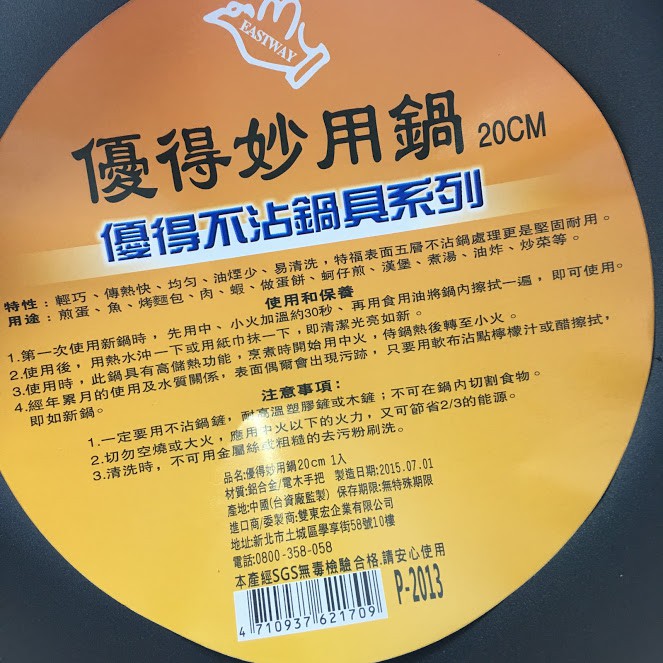 EASTWAY
優得妙用鍋 20CM
優得不沾鍋具系列
特性：輕巧、傳熱快、均勻、油煙少、易清洗，特福表面五層不沾鍋處理更是堅固耐用。
用途：煎蛋、魚、烤麵包、肉、蝦、做蛋餅、蚵仔煎、漢堡、煮湯、油炸、炒菜等。
使用和保養
1.第一次使用新鍋時，先用中、小火加溫約30秒、再用食用油將鍋內擦拭一遍，即可使用。
2.使用後，用熱水沖一下或用紙巾抹一下，即清潔光亮如新。
3.使用時，此鍋具有高儲熱功能，烹煮時開始用中火，待鍋熱後轉至小火。
4.經年累月的使用及水質關係，表面偶爾會出現污跡，只要用軟布沾點檸檬汁或醋擦拭，
即如新鍋。
注意事項：
1.一定要用不沾鍋鏟，耐高溫塑膠鏟或木鏟；不可在鍋內切割食物。
2.切勿空燒或大火，應用中火以下的火力，又可節省2/3的能源。
3.清洗時，不可用金屬絲或粗糙的去污粉刷洗。
品名:優得妙用鍋20cm 1入
材質:鋁合金/電木手把 製造日期:2015.07.01
產地:中國(台資廠監製) 保存期限:無特殊期限
進口商/委製商:雙東宏企業有限公司
地址:新北市土城區學享街58號10樓
電話:0800-358-058
本產經SGS無毒檢驗合格.請安心使用
P-2013
4 710937 621709